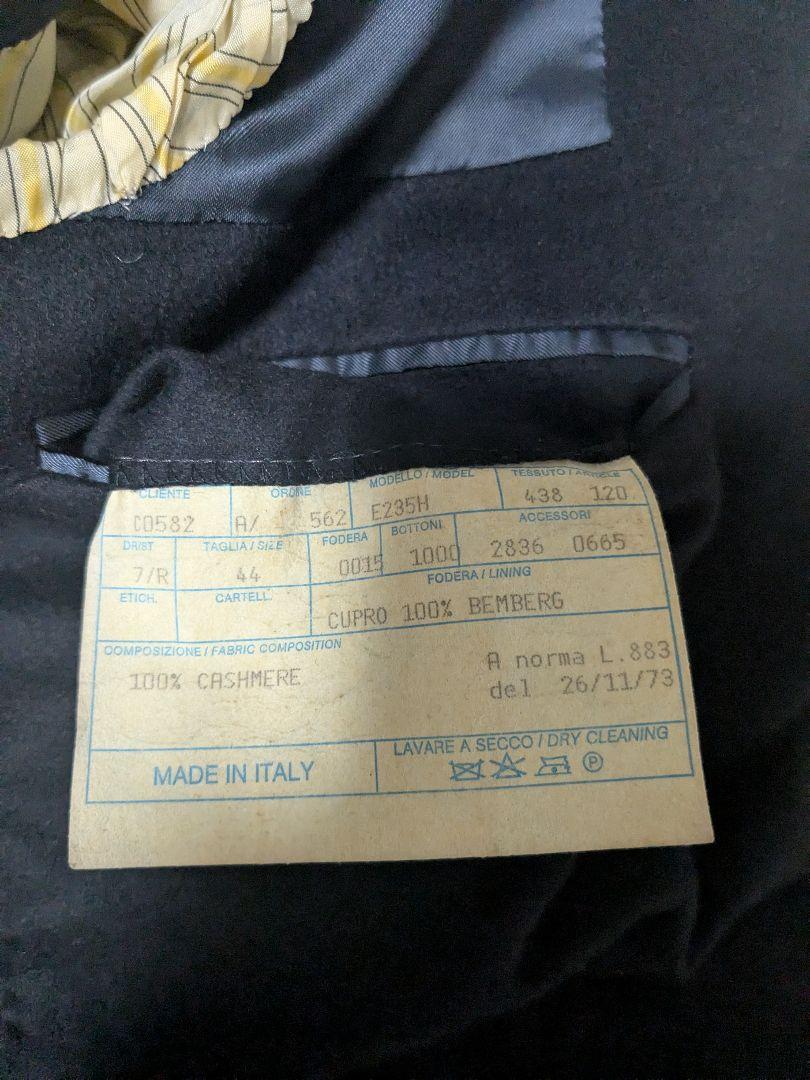 CLIENTE ORDINE MODELLO / MODEL TESSUTO / ARTICLE
C0582 A/ 562 E235H 438 120
DR/ST TAGLIA / SIZE FODERA BOTTONI ACCESSORI
7/R 44 0015 1000 2836 0665
ETICH. CARTELL. FODERA / LINING
CUPRO 100% BEMBERG
COMPOSIZIONE / FABRIC COMPOSITION
100% CASHMERE
A norma L.883
del 26/11/73
MADE IN ITALY
LAVARE A SECCO / DRY CLEANING
P